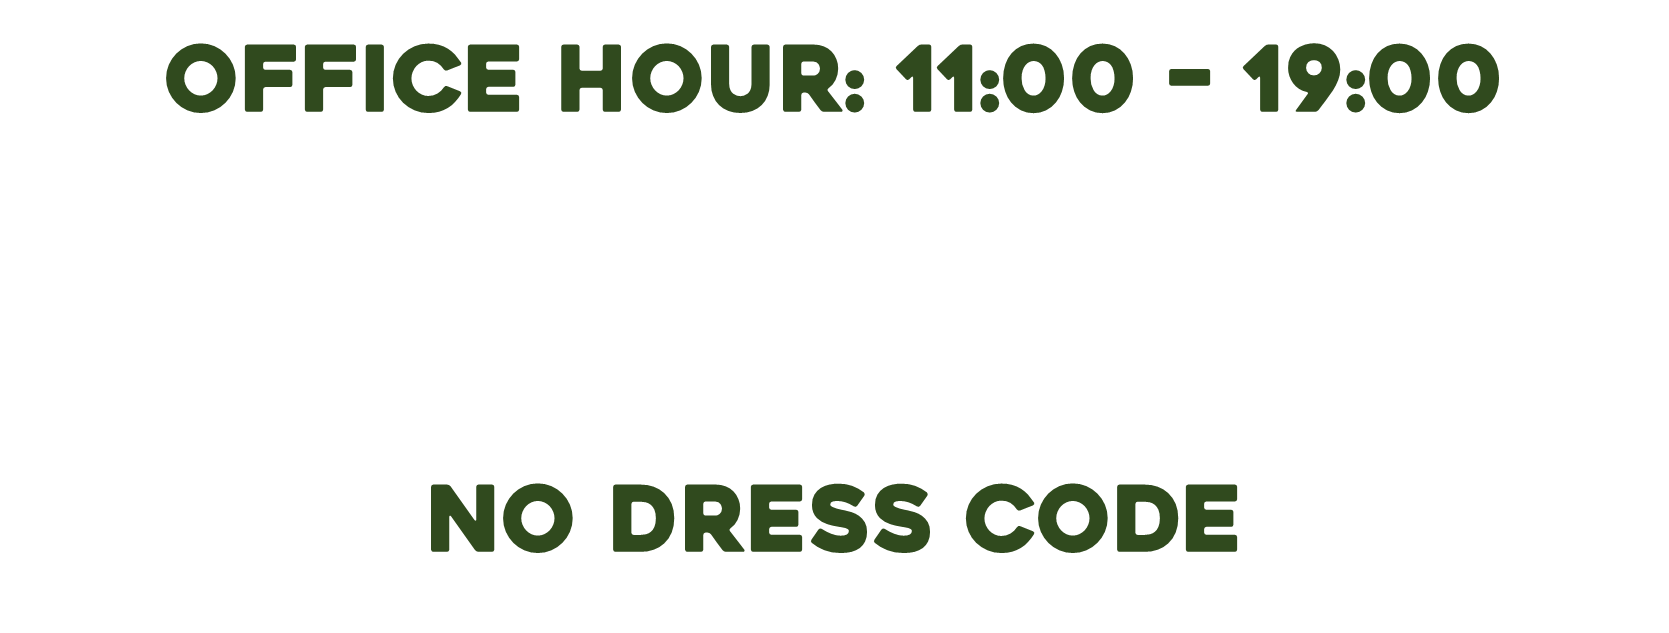 OFFICE HOUR: 11:00 - 19:00
NO DRESS CODE